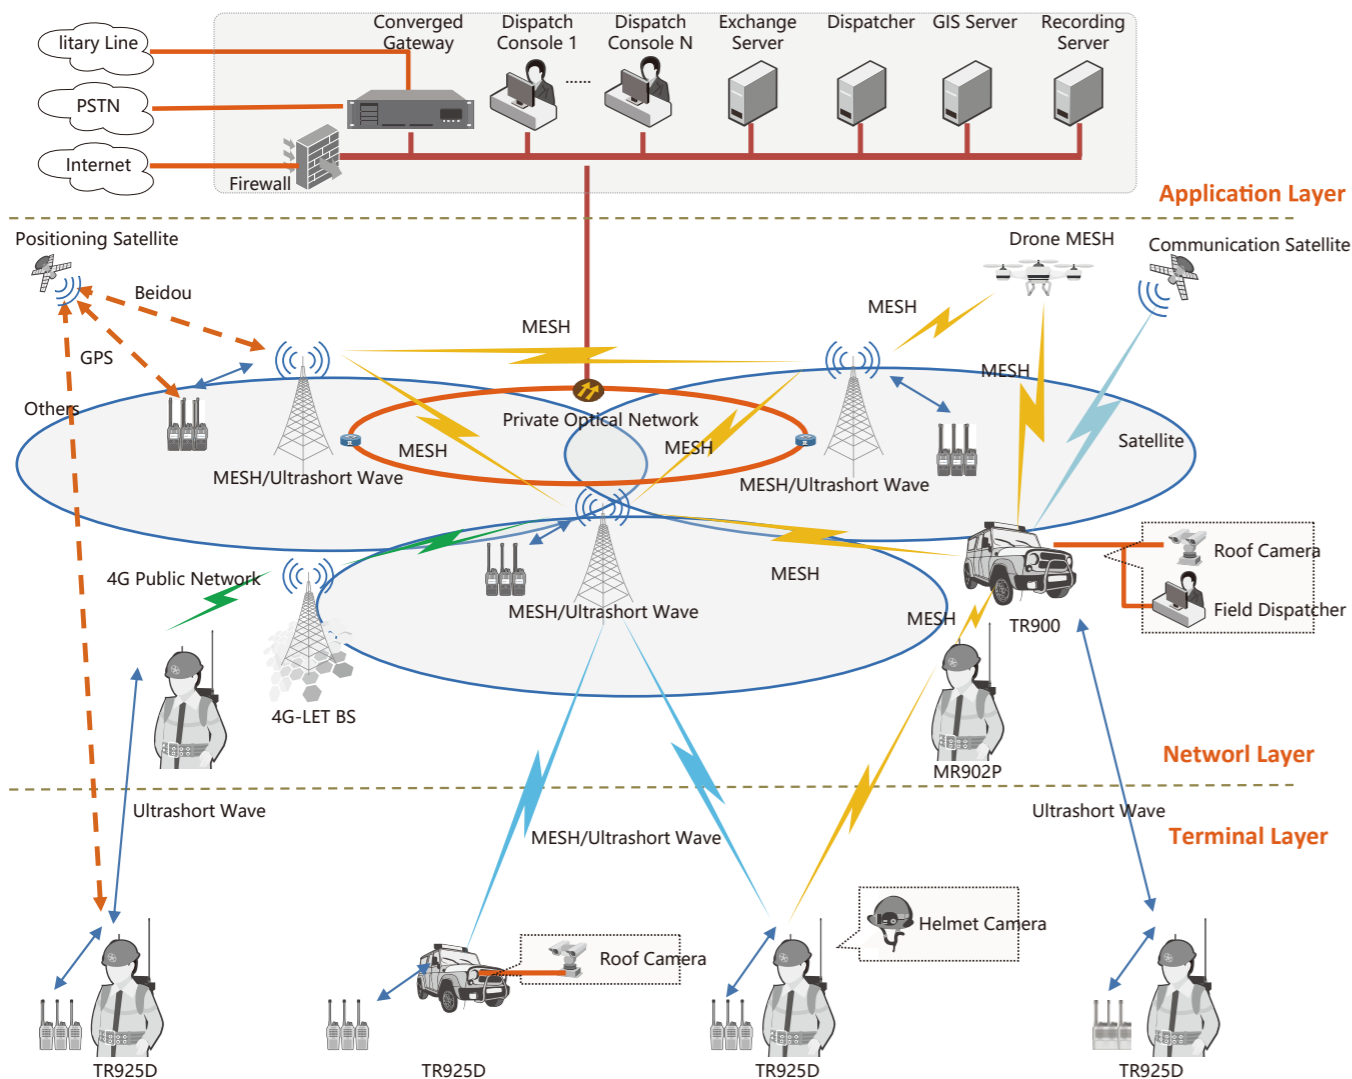 Converged
Gateway
Dispatch
Console 1
......
Dispatch
Console N
Exchange
Server
Dispatcher
GIS Server
Recording
Server
litary Line
PSTN
Internet
Firewall
Application Layer
Positioning Satellite
Drone MESH
Communication Satellite
Beidou
MESH
MESH
GPS
MESH
Others
Private Optical Network
MESH
MESH
Satellite
MESH/Ultrashort Wave
MESH/Ultrashort Wave
4G Public Network
MESH
Roof Camera
MESH/Ultrashort Wave
MESH
TR900
Field Dispatcher
4G-LET BS
MR902P
Networl Layer
Ultrashort Wave
MESH/Ultrashort Wave
Ultrashort Wave
Terminal Layer
Helmet Camera
Roof Camera
TR925D
TR925D
TR925D
TR925D